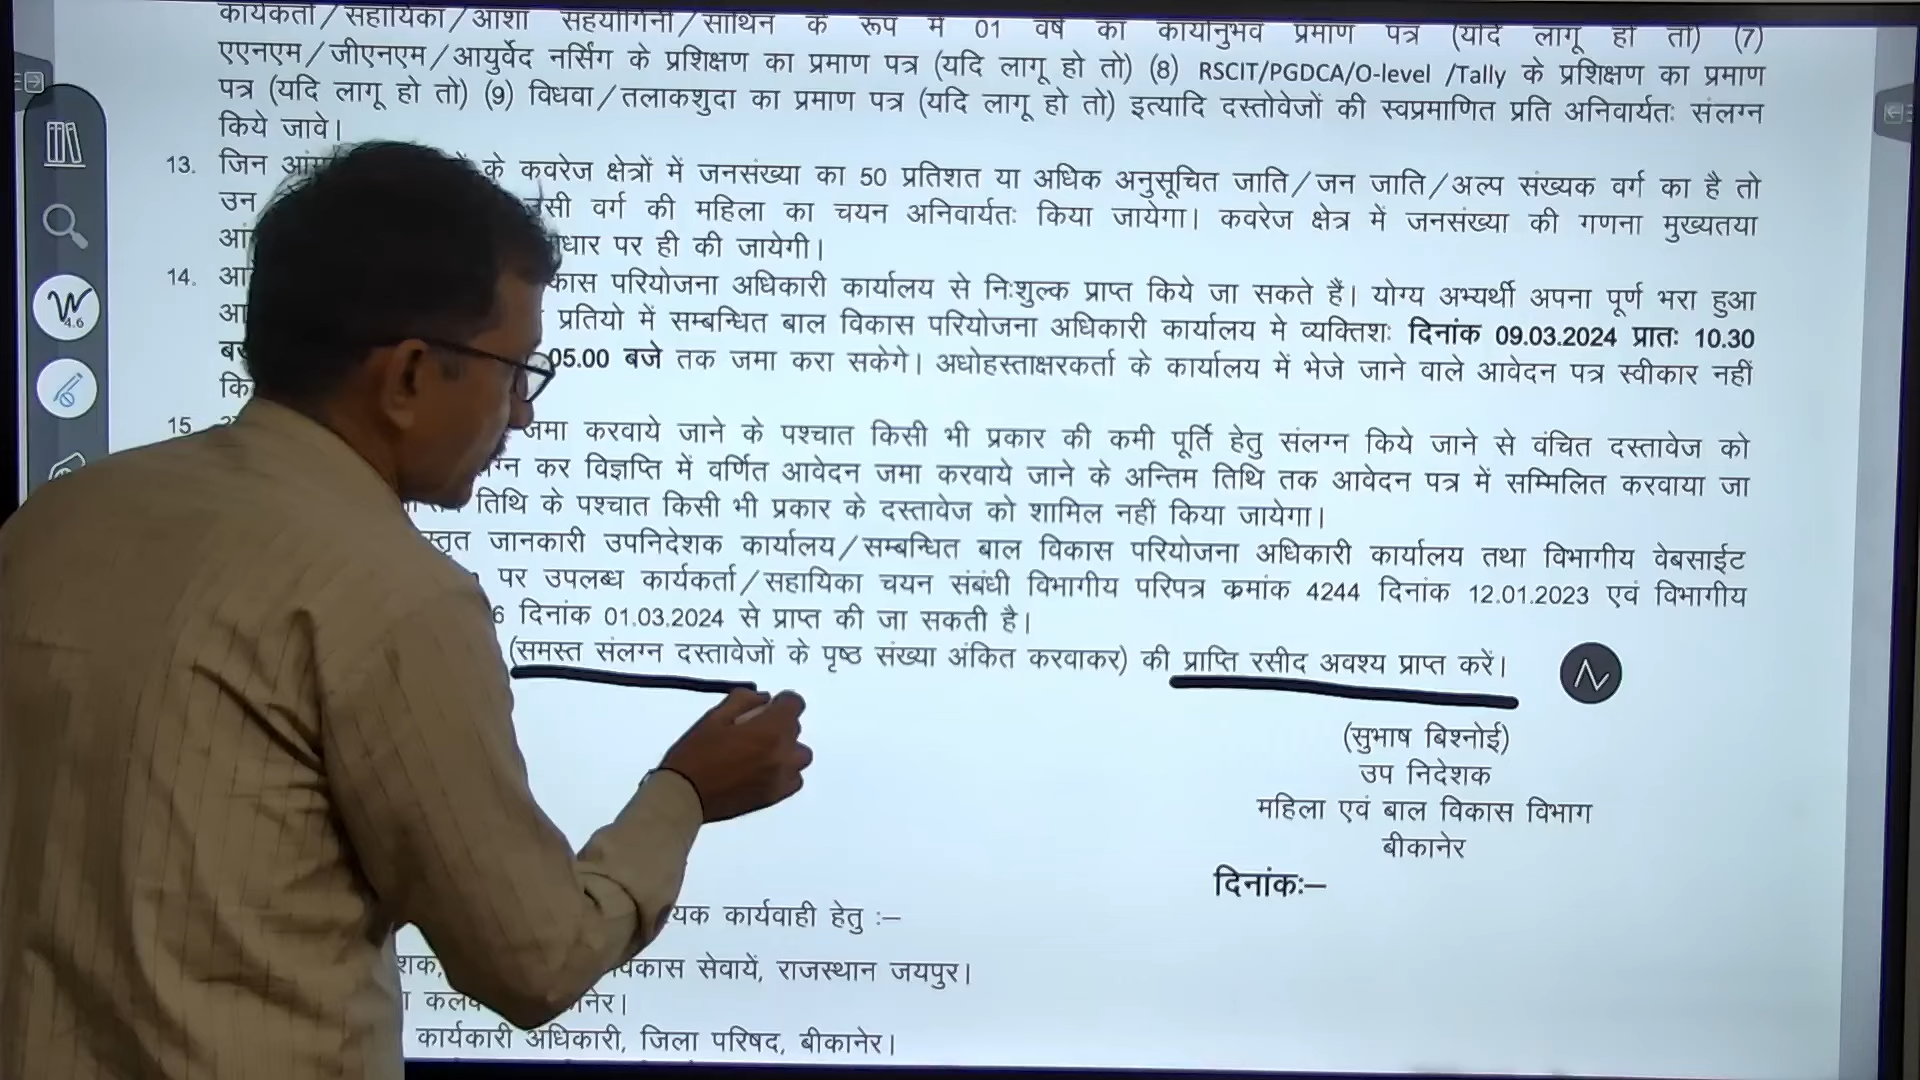 कार्यकर्ता/सहायिका/आशा सहयोगिनी/साथिन के रूप में 01 वर्ष का कार्यानुभव प्रमाण पत्र (यदि लागू हो तो) (7)
एएनएम/जीएनएम/आयुर्वेद नर्सिंग के प्रशिक्षण का प्रमाण पत्र (यदि लागू हो तो) (8) RSCIT/PGDCA/O-level /Tally के प्रशिक्षण का प्रमाण
पत्र (यदि लागू हो तो) (9) विधवा/तलाकशुदा का प्रमाण पत्र (यदि लागू हो तो) इत्यादि दस्तोवेजों की स्वप्रमाणित प्रति अनिवार्यतः संलग्न
किये जावे।
13. जिन के कवरेज क्षेत्रों में जनसंख्या का 50 प्रतिशत या अधिक अनुसूचित जाति/जन जाति/अल्प संख्यक वर्ग का है तो
उन उसी वर्ग की महिला का चयन अनिवार्यतः किया जायेगा। कवरेज क्षेत्र में जनसंख्या की गणना मुख्यतया
पर ही की जायेगी।
14. परियोजना अधिकारी कार्यालय से निःशुल्क प्राप्त किये जा सकते हैं। योग्य अभ्यर्थी अपना पूर्ण भरा हुआ
प्रतियो में सम्बन्धित बाल विकास परियोजना अधिकारी कार्यालय मे व्यक्तिशः दिनांक 09.03.2024 प्रातः 10.30
05.00 बजे तक जमा करा सकेगे। अधोहस्ताक्षरकर्ता के कार्यालय में भेजे जाने वाले आवेदन पत्र स्वीकार नहीं
15. जमा करवाये जाने के पश्चात किसी भी प्रकार की कमी पूर्ति हेतु संलग्न किये जाने से वंचित दस्तावेज को
कर विज्ञप्ति में वर्णित आवेदन जमा करवाये जाने के अन्तिम तिथि तक आवेदन पत्र में सम्मिलित करवाया जा
तिथि के पश्चात किसी भी प्रकार के दस्तावेज को शामिल नहीं किया जायेगा।
जानकारी उपनिदेशक कार्यालय/सम्बन्धित बाल विकास परियोजना अधिकारी कार्यालय तथा विभागीय वेबसाईट
पर उपलब्ध कार्यकर्ता/सहायिका चयन संबंधी विभागीय परिपत्र क्रमांक 4244 दिनांक 12.01.2023 एवं विभागीय
6 दिनांक 01.03.2024 से प्राप्त की जा सकती है।
(समस्त संलग्न दस्तावेजों के पृष्ठ संख्या अंकित करवाकर) की प्राप्ति रसीद अवश्य प्राप्त करें।
(सुभाष बिश्नोई)
उप निदेशक
महिला एवं बाल विकास विभाग
बीकानेर
दिनांकः–
कार्यवाही हेतु :–
सेवायें, राजस्थान जयपुर।
कार्यकारी अधिकारी, जिला परिषद, बीकानेर।